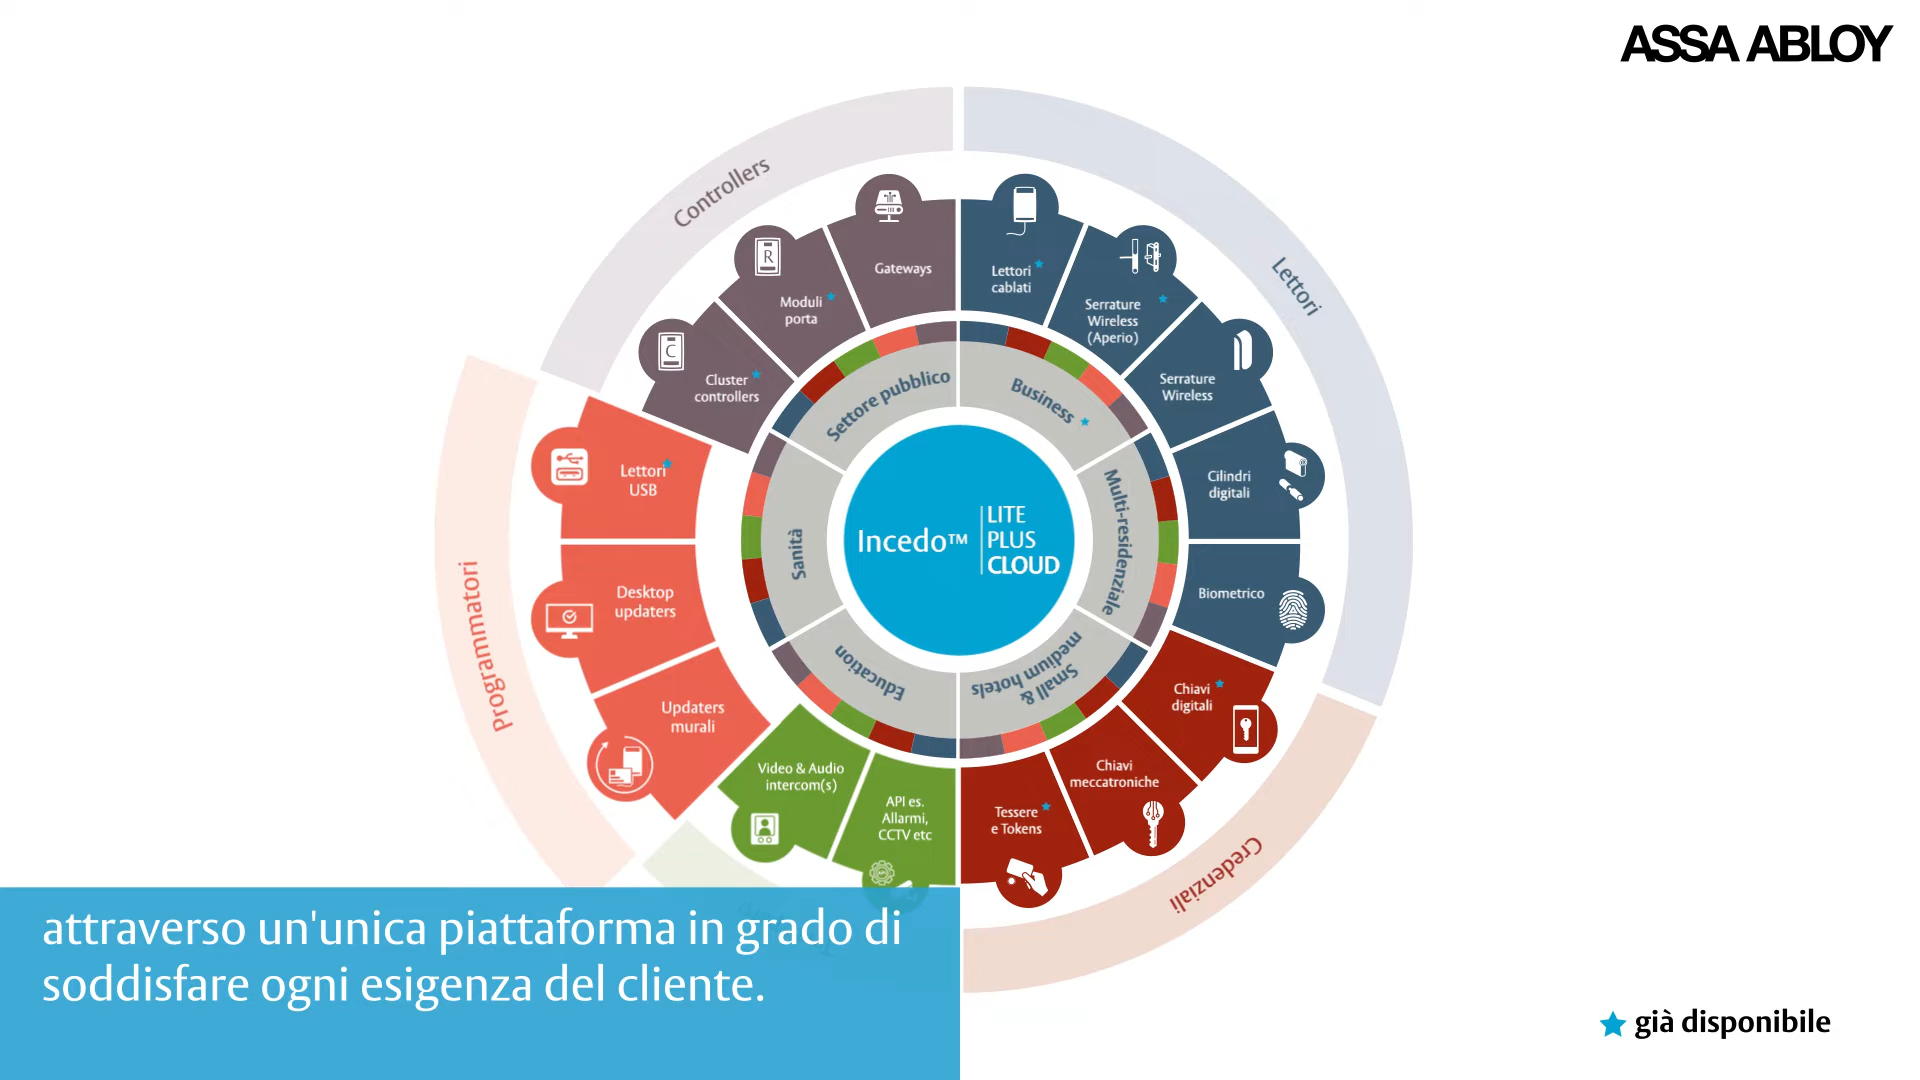 ASSA ABLOY
Controllers
Lettori
Gateways
Moduli
porta
Cluster
controllers
Lettori
cablati
Serrature
Wireless
(Aperio)
Serrature
Wireless
Cilindri
digitali
Biometrico
Programmatori
Lettori
USB
Desktop
updaters
Updaters
murali
Settore pubblico
Business
Sanità
Multi-residenziale
Education
Small &
medium hotels
Incedo™
LITE
PLUS
CLOUD
R
C
Chiavi
digitali
Chiavi
meccatroniche
Tessere
e Tokens
Credenziali
Video & Audio
intercom(s)
API es.
Allarmi,
CCTV etc
attraverso un'unica piattaforma in grado di
soddisfare ogni esigenza del cliente.
già disponibile